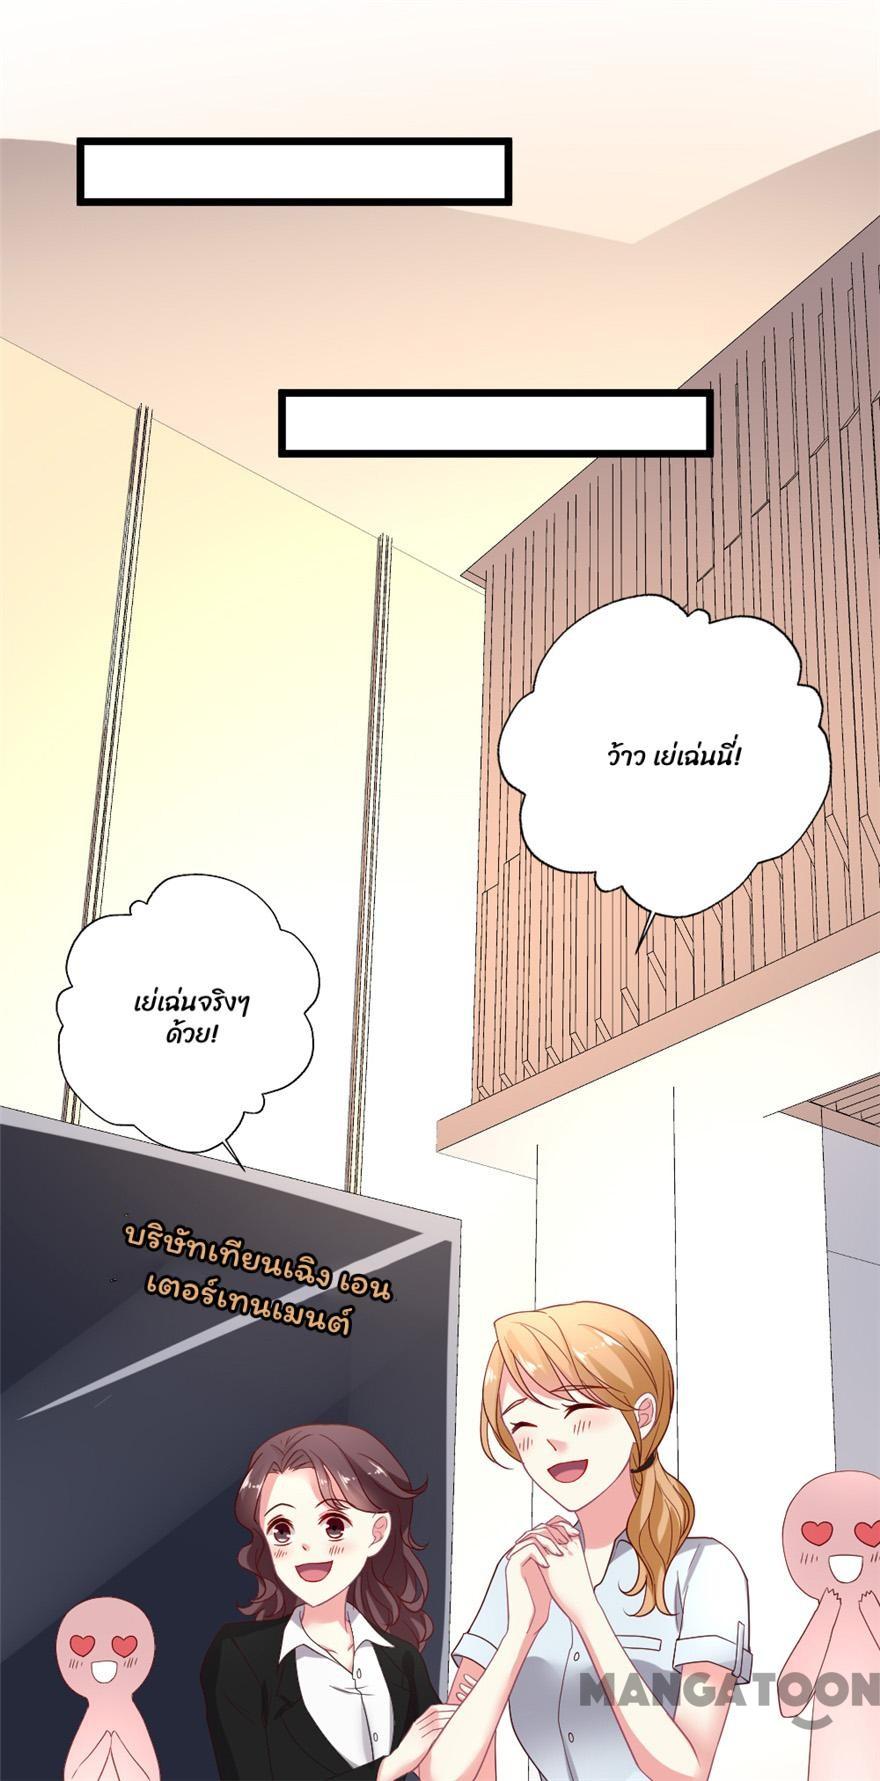 ว้าว เย่เฉ่นนี่!
เย่เฉ่นจริงๆ
ด้วย!
บริษัทเทียนเฉิง เอน
เตอร์เทนเมนต์
MANGATOON